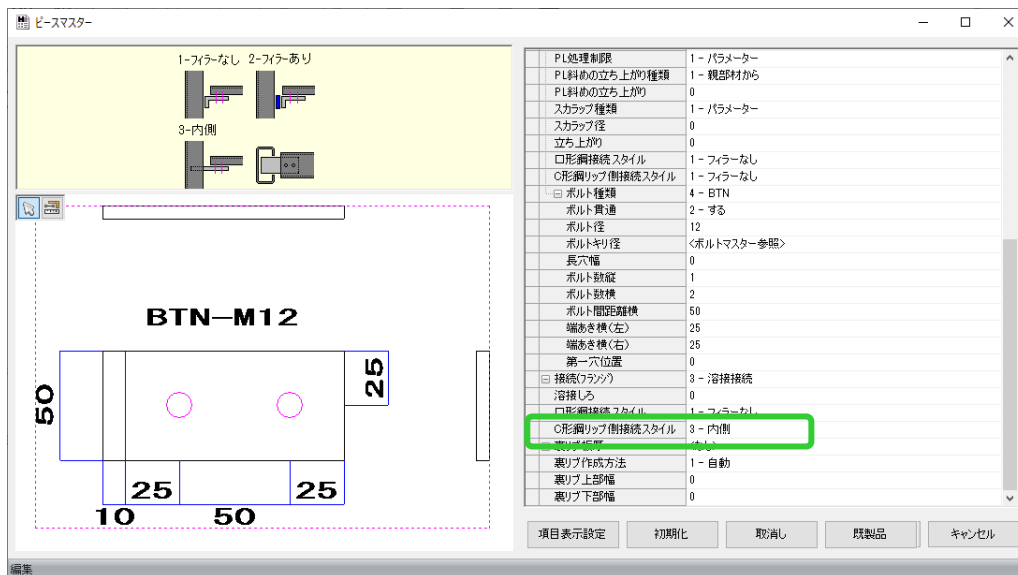 ピースマスター
1-フィラーなし 2-フィラーあり
3-内側
BTN-M12
50
25
25
25
10
50
PL処理制限 1 - パラメーター
PL斜めの立ち上がり種類 1 - 親部材から
PL斜めの立ち上がり 0
スカラップ種類 1 - パラメーター
スカラップ径 0
立ち上がり 0
ロ形鋼接続スタイル 1 - フィラーなし
C形鋼リップ側接続スタイル 1 - フィラーなし
ボルト種類 4 - BTN
ボルト貫通 2 - する
ボルト径 12
ボルトキリ径 <ボルトマスター参照>
長穴幅 0
ボルト数縦 1
ボルト数横 2
ボルト間距離横 50
端あき横(左) 25
端あき横(右) 25
第一穴位置 0
接続(フランジ) 3 - 溶接接続
溶接しろ 0
ロ形鋼接続スタイル 1 - フィラーなし
C形鋼リップ側接続スタイル 3 - 内側
裏リブ板厚 <なし>
裏リブ作成方法 1 - 自動
裏リブ上部幅 0
裏リブ下部幅 0
項目表示設定 初期化 取消し 既製品 キャンセル
編集